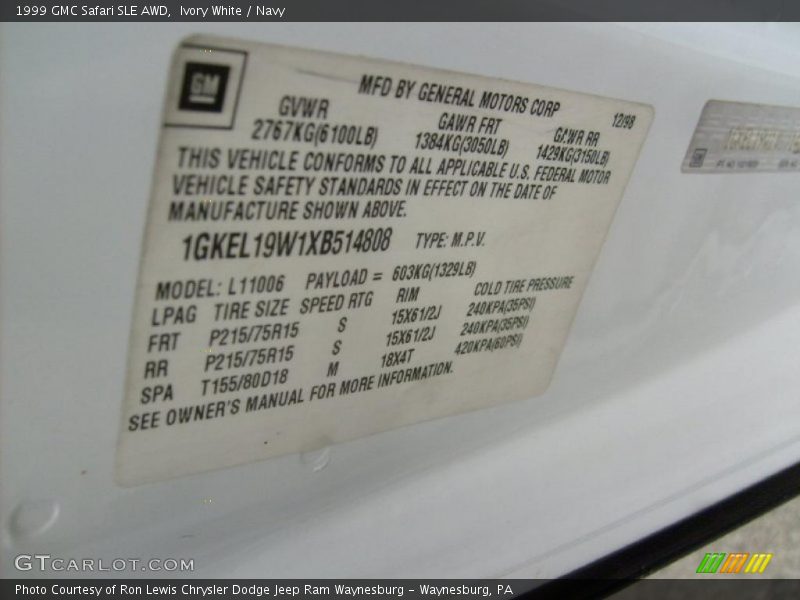 1999 GMC Safari SLE AWD, Ivory White / Navy
GM
MFD BY GENERAL MOTORS CORP
12/98
GVWR GAWR FRT GAWR RR
2767KG(6100LB) 1384KG(3050LB) 1429KG(3150LB)
THIS VEHICLE CONFORMS TO ALL APPLICABLE U.S. FEDERAL MOTOR
VEHICLE SAFETY STANDARDS IN EFFECT ON THE DATE OF
MANUFACTURE SHOWN ABOVE.
1GKEL19W1XB514808 TYPE: M.P.V.
MODEL: L11006 PAYLOAD = 603KG(1329LB)
LPAG TIRE SIZE SPEED RTG RIM COLD TIRE PRESSURE
FRT P215/75R15 S 15X61/2J 240KPA(35PSI)
RR P215/75R15 S 15X61/2J 240KPA(35PSI)
SPA T155/80D18 M 18X4T 420KPA(60PSI)
SEE OWNER'S MANUAL FOR MORE INFORMATION.
GTCARLOT.COM
Photo Courtesy of Ron Lewis Chrysler Dodge Jeep Ram Waynesburg - Waynesburg, PA